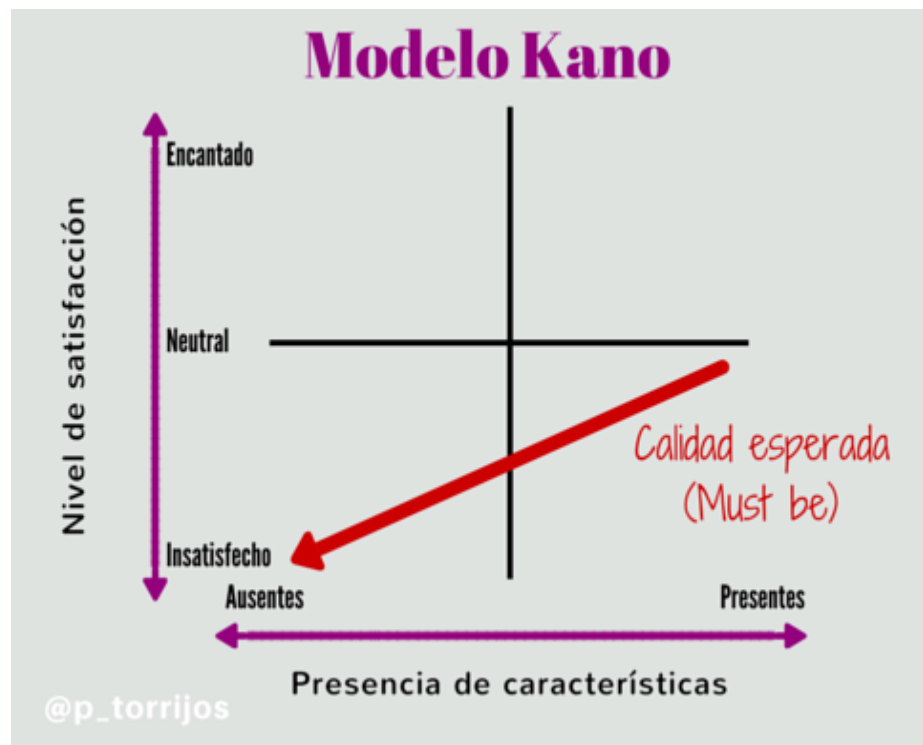 Modelo Kano
Encantado
Nivel de satisfacción
Neutral
Calidad esperada
(Must be)
Insatisfecho
Ausentes
Presentes
Presencia de características
@p_torrijos